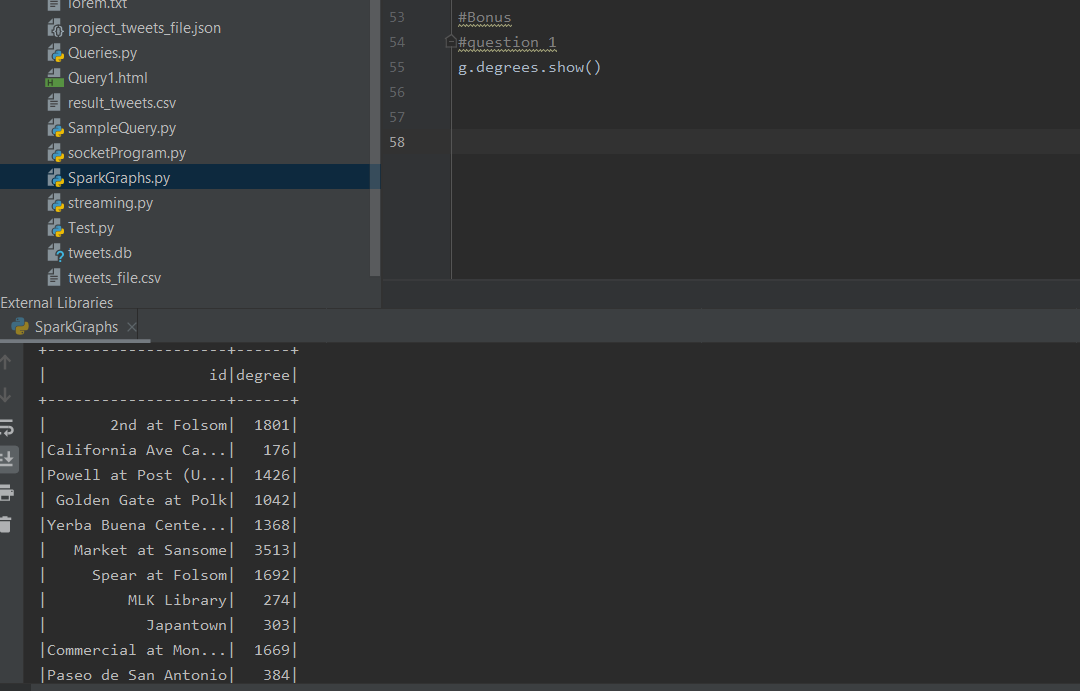 lorem.txt
project_tweets_file.json
Queries.py
Query1.html
result_tweets.csv
SampleQuery.py
socketProgram.py
SparkGraphs.py
streaming.py
Test.py
tweets.db
tweets_file.csv
External Libraries
53 #Bonus
54 #question 1
55 g.degrees.show()
56
57
58
SparkGraphs
+--------------------+------+
|                  id|degree|
+--------------------+------+
|       2nd at Folsom|  1801|
|California Ave Ca...|   176|
|Powell at Post (U...|  1426|
| Golden Gate at Polk|  1042|
|Yerba Buena Cente...|  1368|
|   Market at Sansome|  3513|
|     Spear at Folsom|  1692|
|         MLK Library|   274|
|           Japantown|   303|
|Commercial at Mon...|  1669|
|Paseo de San Antonio|   384|